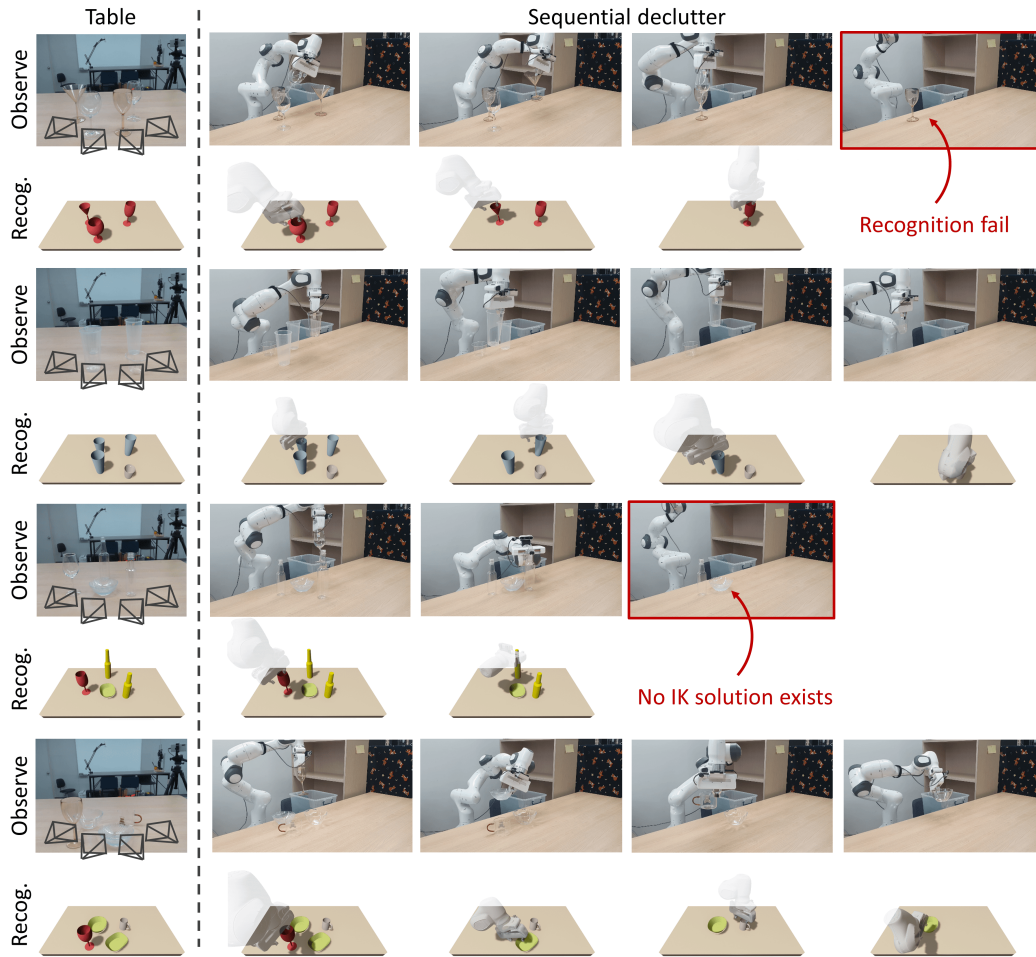 Table
Sequential declutter
Observe
Recog.
Recognition fail
Observe
Recog.
Observe
Recog.
No IK solution exists
Observe
Recog.